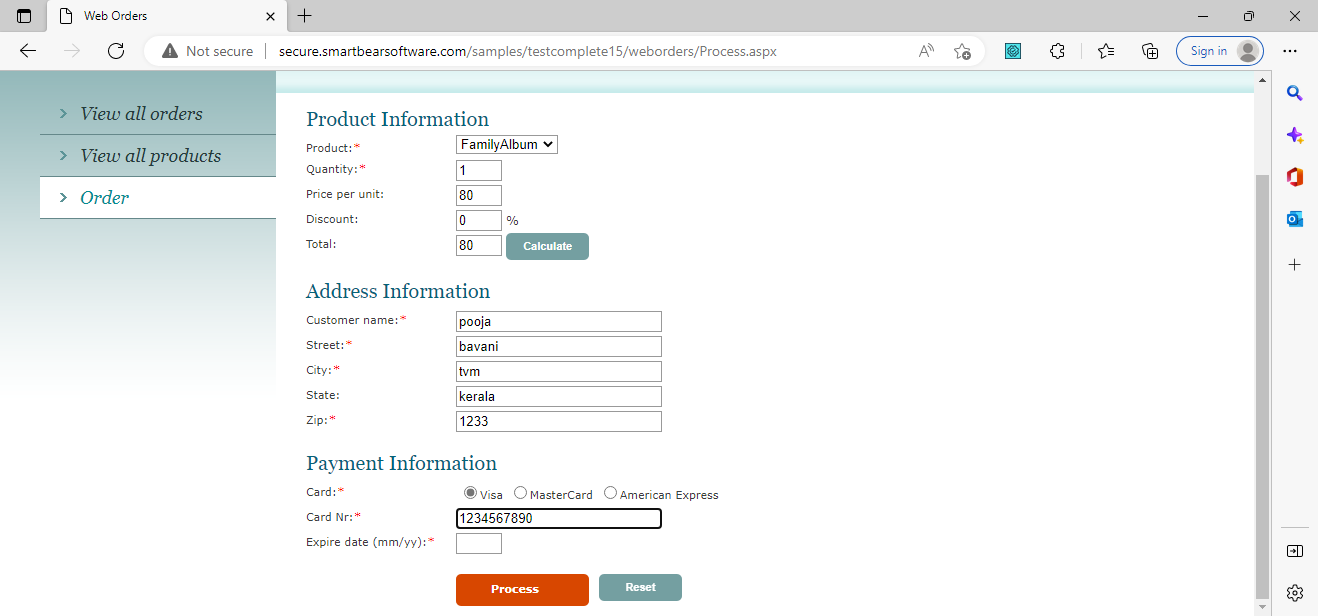 Web Orders
Not secure secure.smartbearsoftware.com/samples/testcomplete15/weborders/Process.aspx Sign in
View all orders
View all products
Order
Product Information
Product:* FamilyAlbum
Quantity:* 1
Price per unit: 80
Discount: 0 %
Total: 80 Calculate
Address Information
Customer name:* pooja
Street:* bavani
City:* tvm
State: kerala
Zip:* 1233
Payment Information
Card:* Visa MasterCard American Express
Card Nr:* 1234567890
Expire date (mm/yy):*
Process Reset